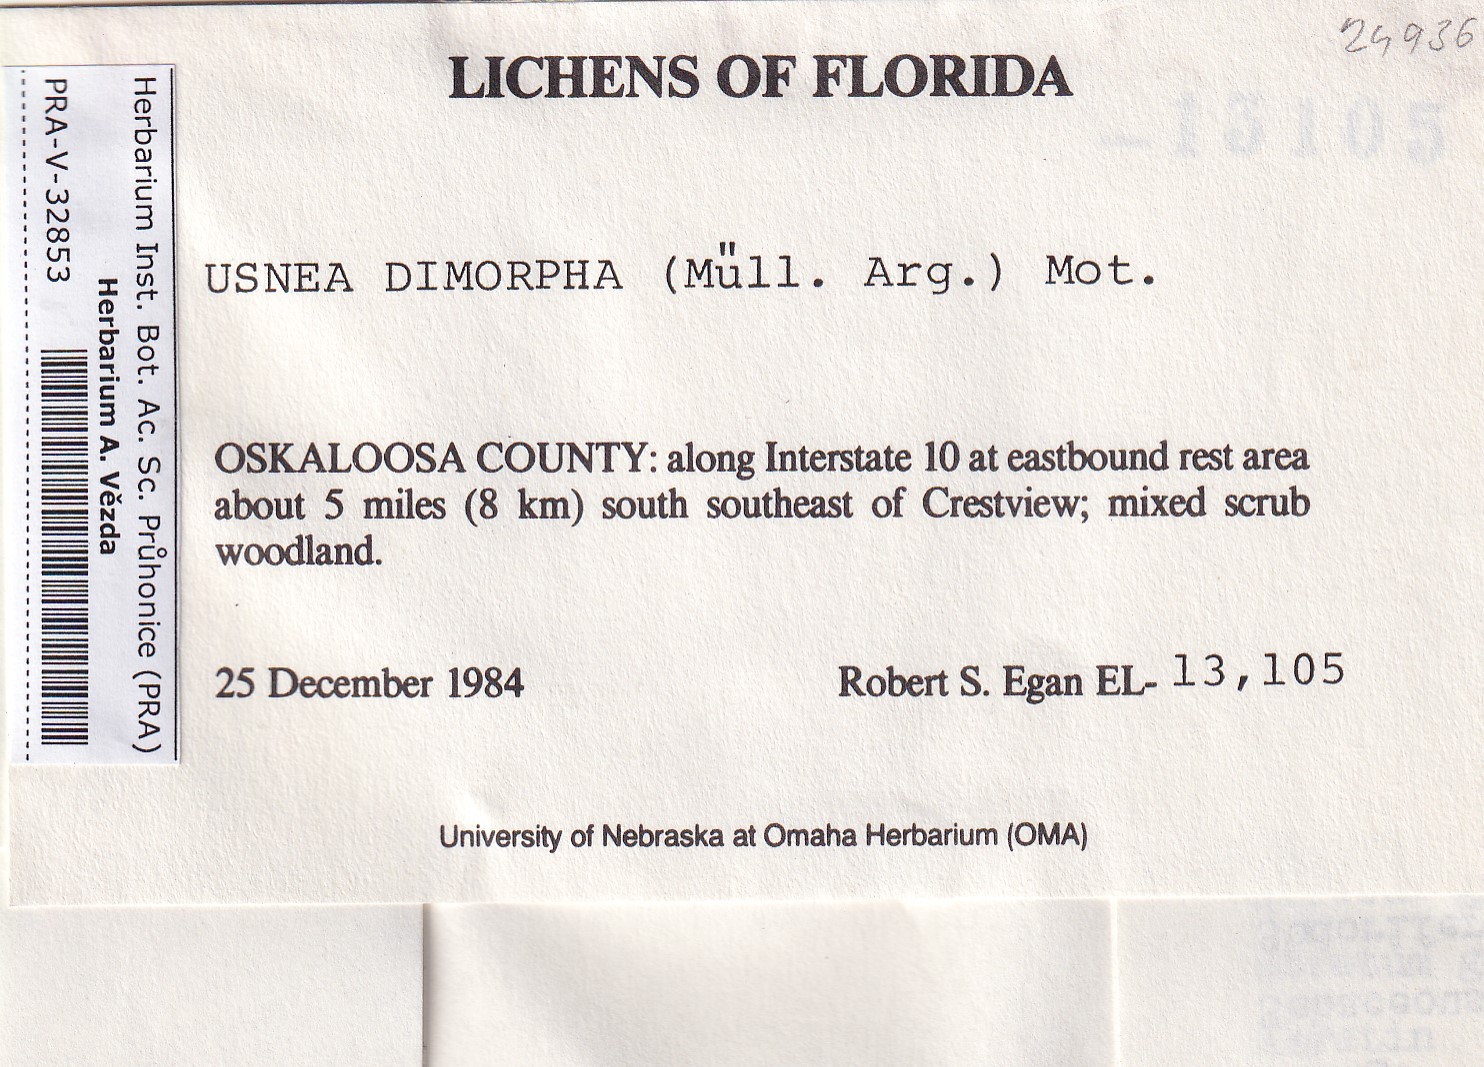 24936
LICHENS OF FLORIDA
-13105
USNEA DIMORPHA (Müll. Arg.) Mot.
OSKALOOSA COUNTY: along Interstate 10 at eastbound rest area
about 5 miles (8 km) south southeast of Crestview; mixed scrub
woodland.
25 December 1984
Robert S. Egan EL- 13,105
University of Nebraska at Omaha Herbarium (OMA)
Herbarium Inst. Bot. Ac. Sc. Průhonice (PRA)
Herbarium A. Vězda
PRA-V-32853